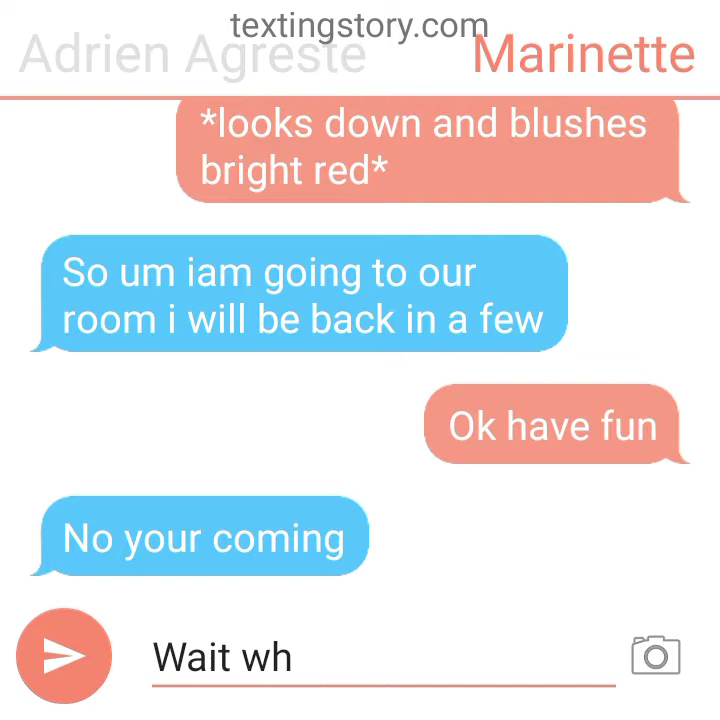 textingstory.com
Adrien Agreste Marinette
*looks down and blushes
bright red*
So um iam going to our
room i will be back in a few
Ok have fun
No your coming
Wait wh